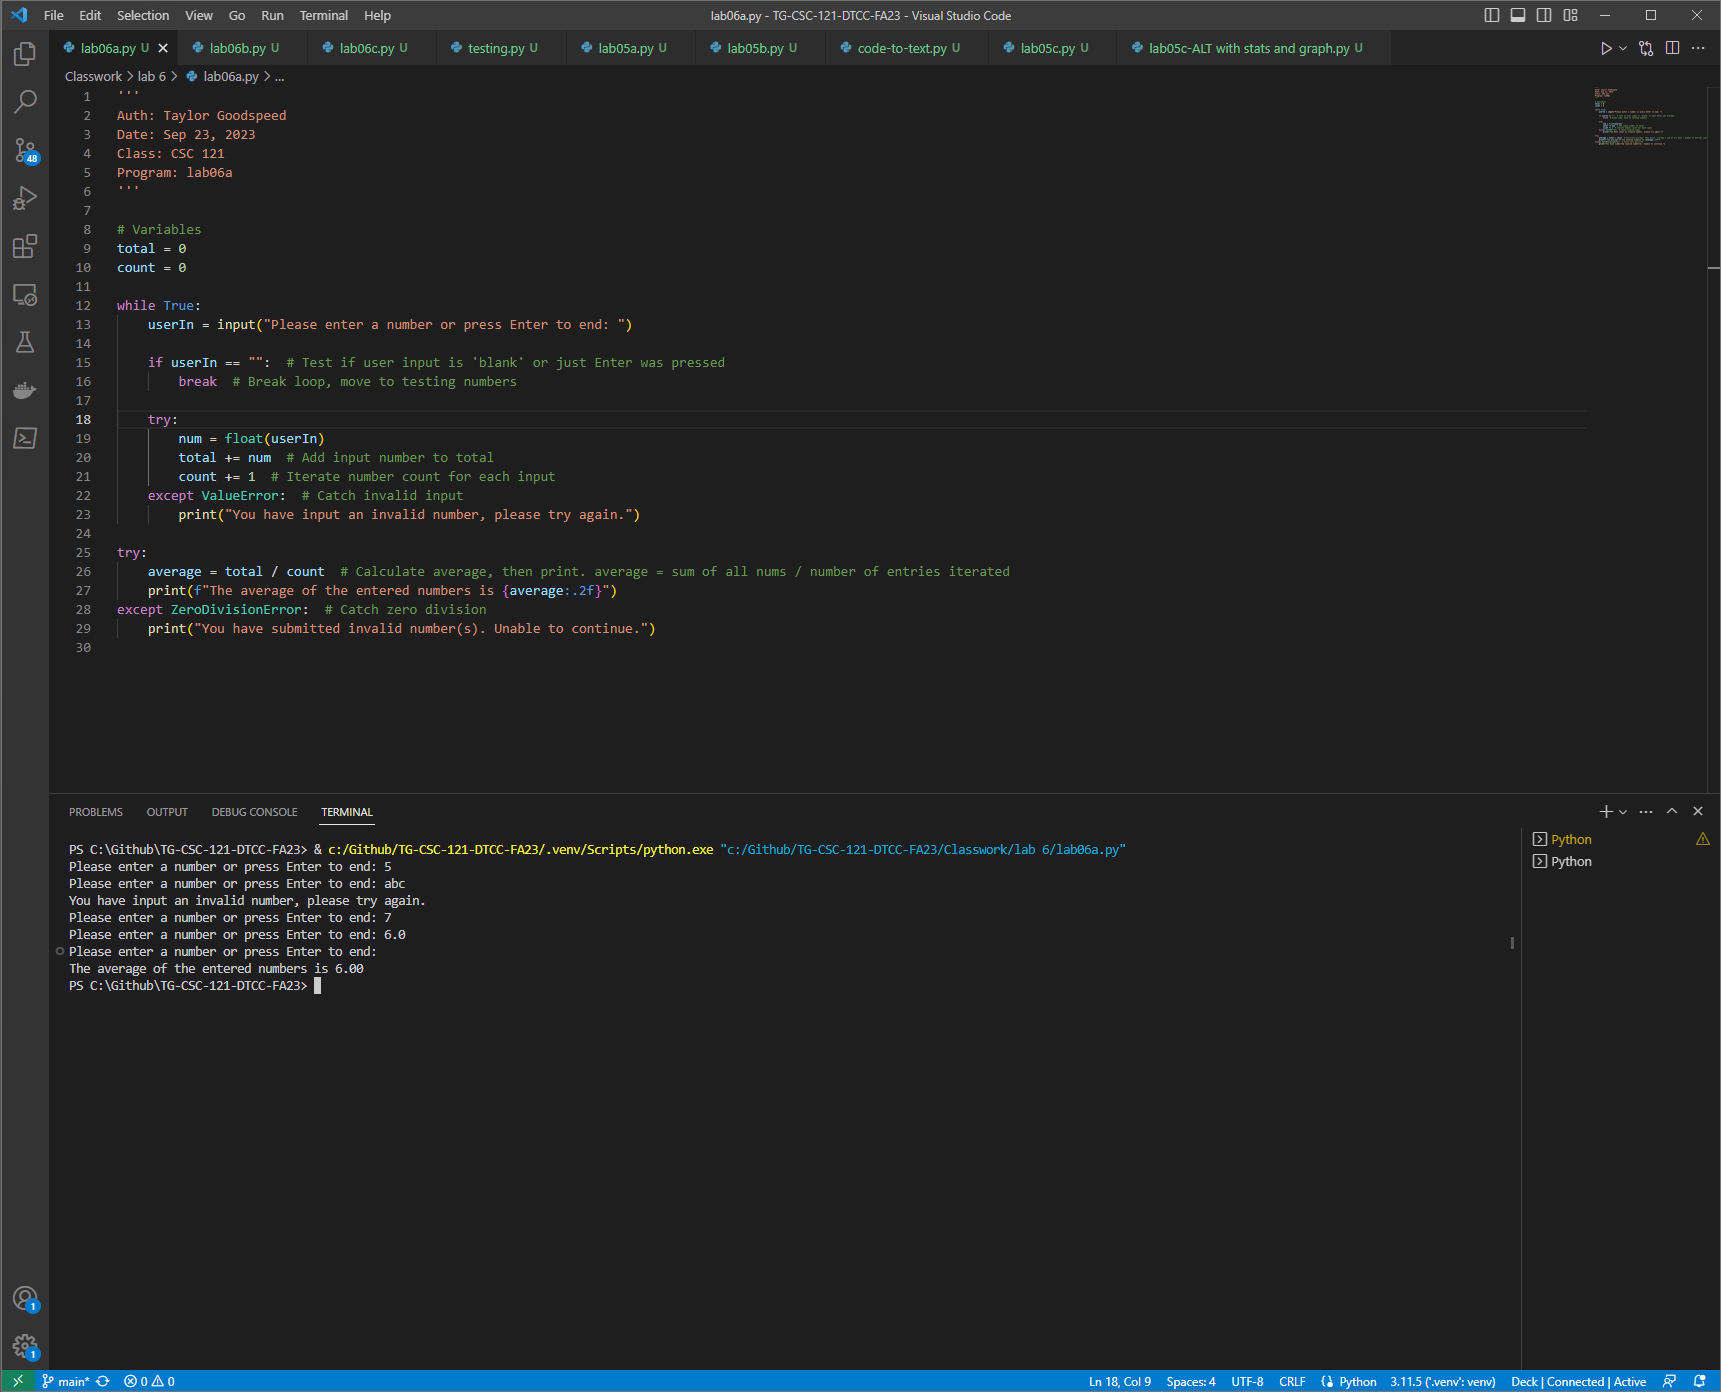 File Edit Selection View Go Run Terminal Help lab06a.py - TG-CSC-121-DTCC-FA23 - Visual Studio Code
lab06a.py U lab06b.py U lab06c.py U testing.py U lab05a.py U lab05b.py U code-to-text.py U lab05c.py U lab05c-ALT with stats and graph.py U
Classwork > lab 6 > lab06a.py > ...
1 '''
2 Auth: Taylor Goodspeed
3 Date: Sep 23, 2023
4 Class: CSC 121
5 Program: lab06a
6 '''
7
8 # Variables
9 total = 0
10 count = 0
11
12 while True:
13     userIn = input("Please enter a number or press Enter to end: ")
14
15     if userIn == "":  # Test if user input is 'blank' or just Enter was pressed
16         break  # Break loop, move to testing numbers
17
18     try:
19         num = float(userIn)
20         total += num  # Add input number to total
21         count += 1  # Iterate number count for each input
22     except ValueError:  # Catch invalid input
23         print("You have input an invalid number, please try again.")
24
25 try:
26     average = total / count  # Calculate average, then print. average = sum of all nums / number of entries iterated
27     print(f"The average of the entered numbers is {average:.2f}")
28 except ZeroDivisionError:  # Catch zero division
29     print("You have submitted invalid number(s). Unable to continue.")
30
48
PROBLEMS OUTPUT DEBUG CONSOLE TERMINAL
PS C:\Github\TG-CSC-121-DTCC-FA23> & c:/Github/TG-CSC-121-DTCC-FA23/.venv/Scripts/python.exe "c:/Github/TG-CSC-121-DTCC-FA23/Classwork/lab 6/lab06a.py"
Please enter a number or press Enter to end: 5
Please enter a number or press Enter to end: abc
You have input an invalid number, please try again.
Please enter a number or press Enter to end: 7
Please enter a number or press Enter to end: 6.0
Please enter a number or press Enter to end:
The average of the entered numbers is 6.00
PS C:\Github\TG-CSC-121-DTCC-FA23>
Python
Python
1
1
main* 0 0 Ln 18, Col 9 Spaces: 4 UTF-8 CRLF Python 3.11.5 ('.venv': venv) Deck | Connected | Active